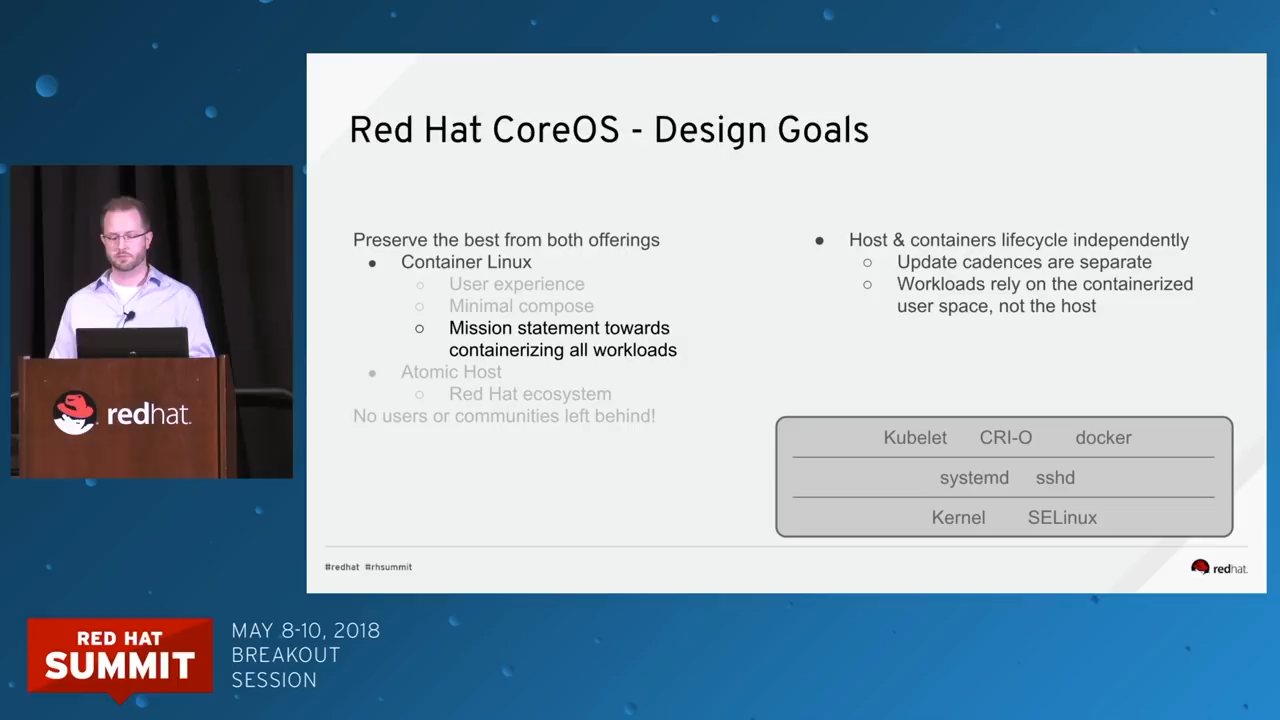 Red Hat CoreOS - Design Goals
Preserve the best from both offerings
● Container Linux
○ User experience
○ Minimal compose
○ Mission statement towards
containerizing all workloads
● Atomic Host
○ Red Hat ecosystem
No users or communities left behind!
● Host & containers lifecycle independently
○ Update cadences are separate
○ Workloads rely on the containerized
user space, not the host
Kubelet CRI-O docker
systemd sshd
Kernel SELinux
#redhat #rhsummit
redhat.
redhat.
RED HAT
SUMMIT
MAY 8-10, 2018
BREAKOUT
SESSION